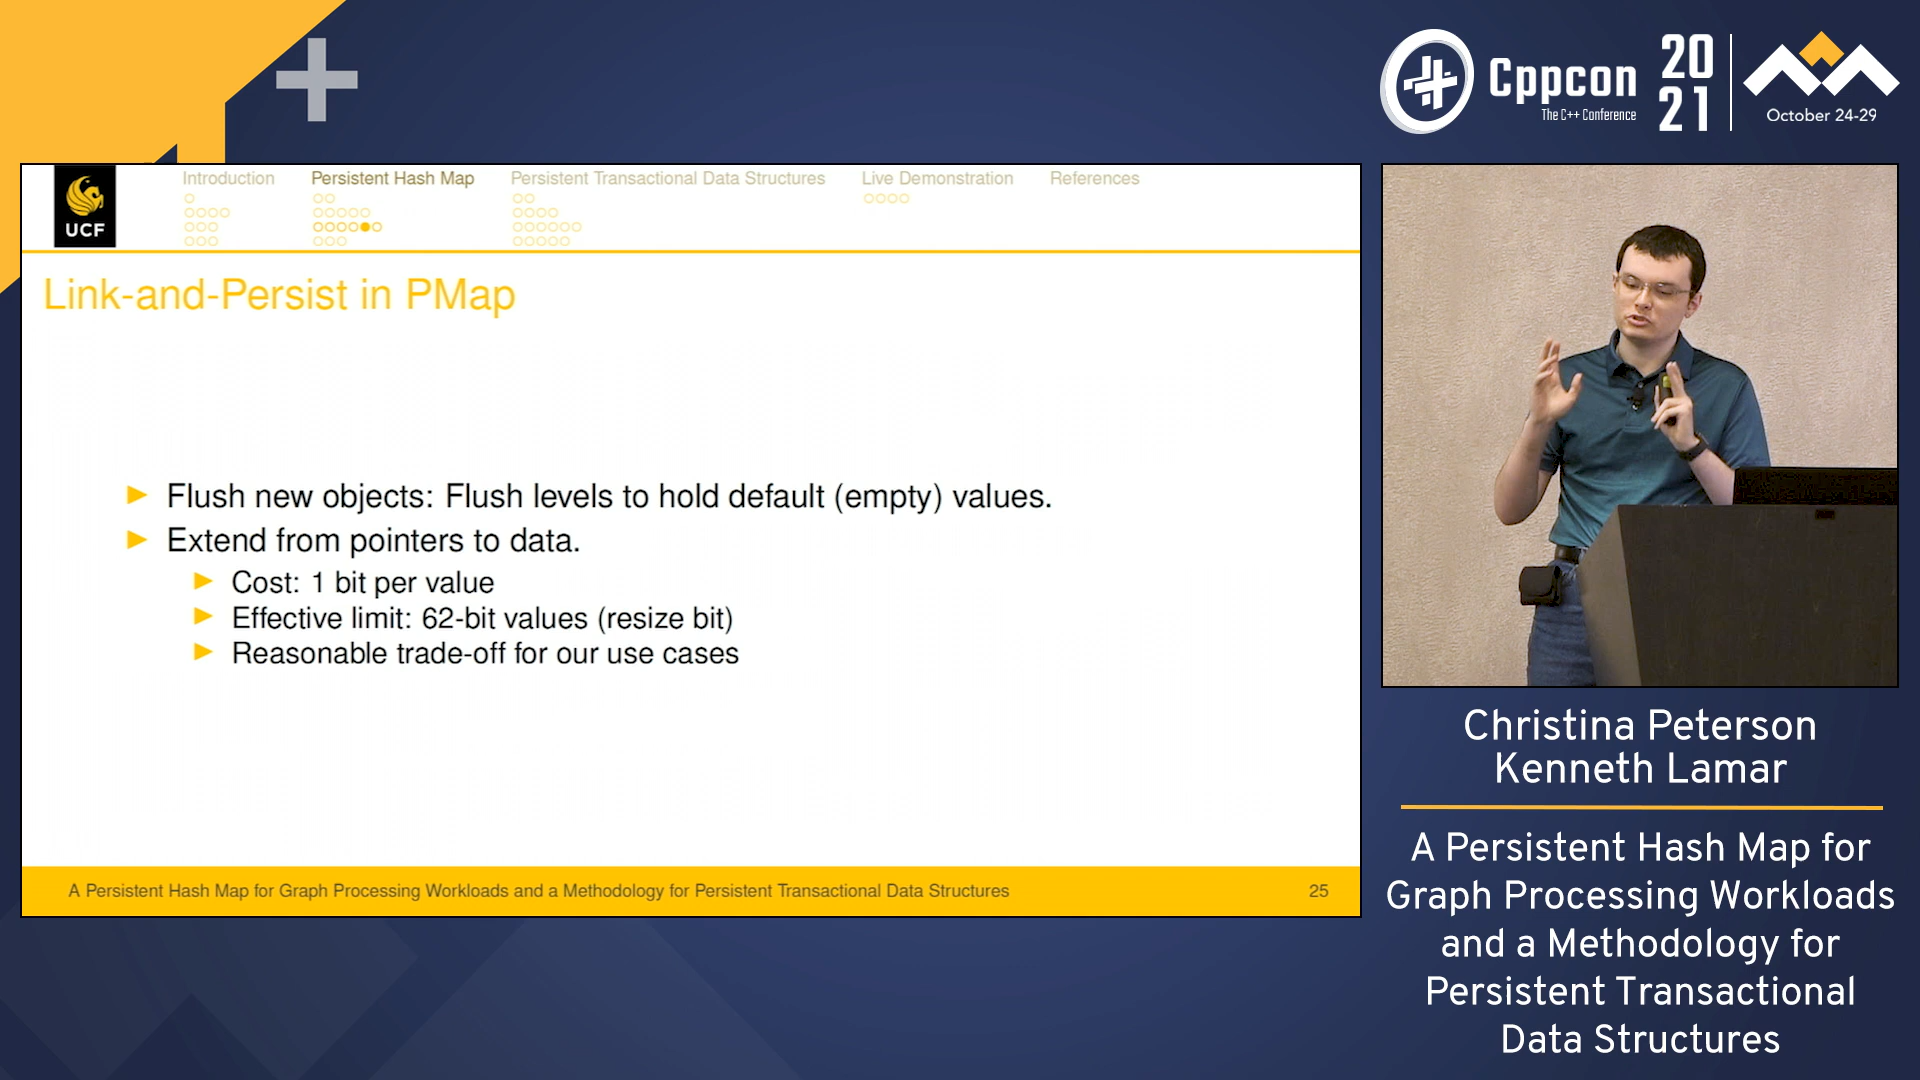 Cppcon
The C++ Conference
20
21
October 24-29
UCF
Introduction
Persistent Hash Map
Persistent Transactional Data Structures
Live Demonstration
References
Link-and-Persist in PMap
Flush new objects: Flush levels to hold default (empty) values.
Extend from pointers to data.
Cost: 1 bit per value
Effective limit: 62-bit values (resize bit)
Reasonable trade-off for our use cases
A Persistent Hash Map for Graph Processing Workloads and a Methodology for Persistent Transactional Data Structures
25
Christina Peterson
Kenneth Lamar
A Persistent Hash Map for
Graph Processing Workloads
and a Methodology for
Persistent Transactional
Data Structures